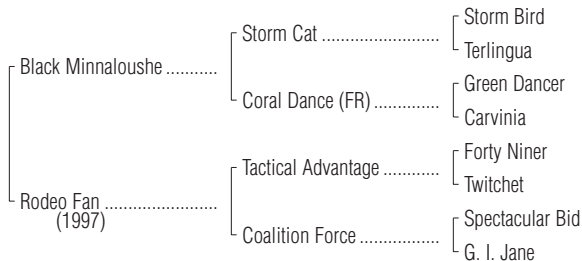 Storm Bird
Storm Cat ..........................
Terlingua
Black Minnaloushe ...........
Green Dancer
Coral Dance (FR) ..............
Carvinia
Forty Niner
Tactical Advantage ............
Twitchet
Rodeo Fan ........................
(1997)
Spectacular Bid
Coalition Force .................
G. I. Jane